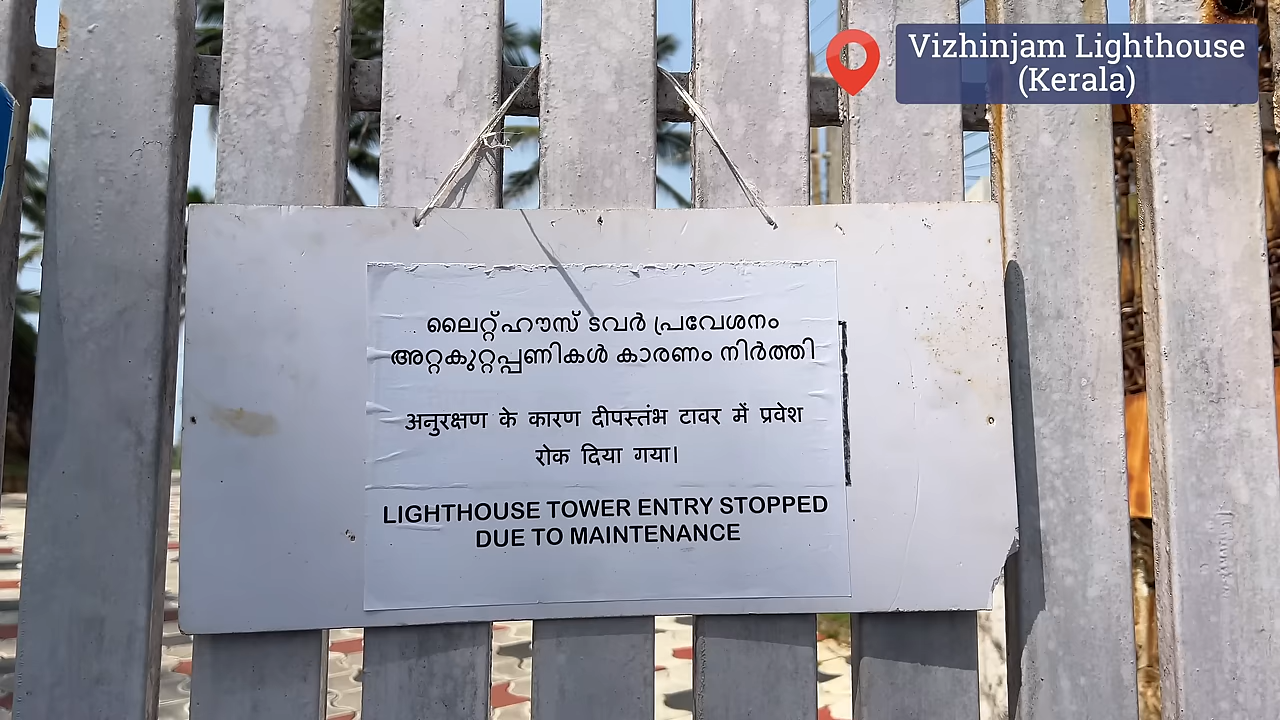 Vizhinjam Lighthouse
(Kerala)
ലൈറ്റ്ഹൗസ് ടവർ പ്രവേശനം
അറ്റകുറ്റപ്പണികൾ കാരണം നിർത്തി
अनुरक्षण के कारण दीपस्तंभ टावर में प्रवेश
रोक दिया गया।
LIGHTHOUSE TOWER ENTRY STOPPED
DUE TO MAINTENANCE